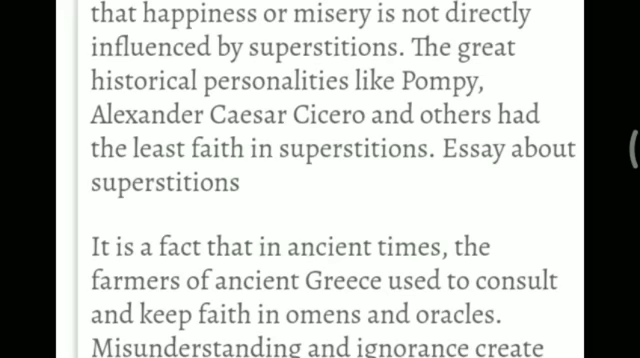 that happiness or misery is not directly
influenced by superstitions. The great
historical personalities like Pompy,
Alexander Caesar Cicero and others had
the least faith in superstitions. Essay about
superstitions
It is a fact that in ancient times, the
farmers of ancient Greece used to consult
and keep faith in omens and oracles.
Misunderstanding and ignorance create